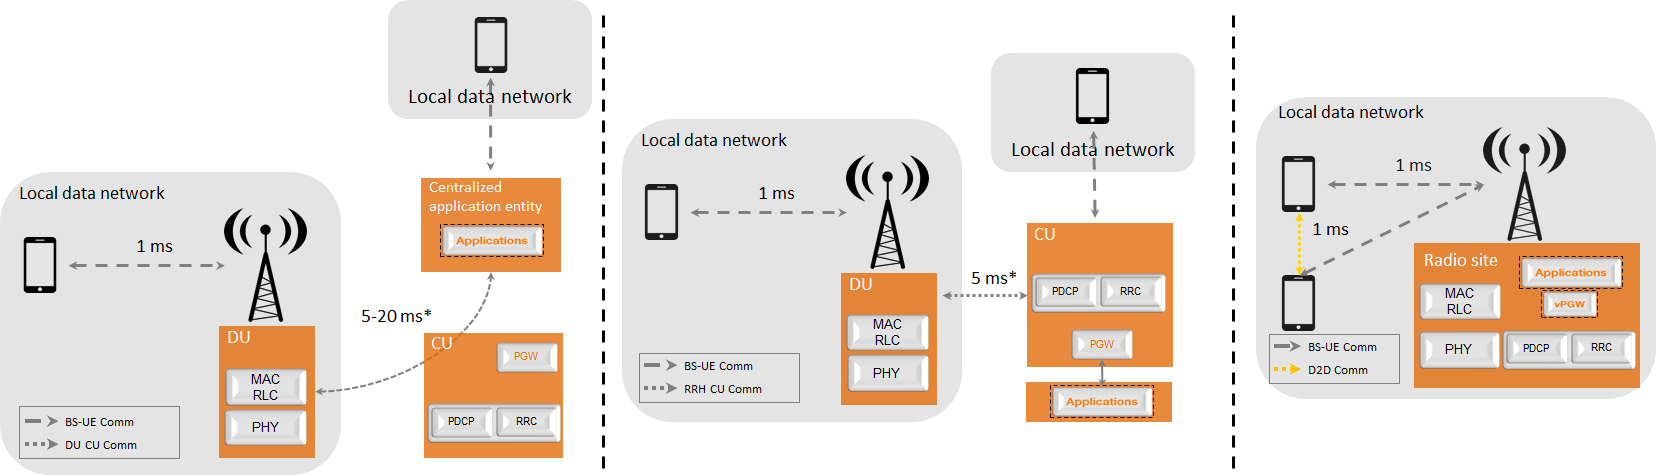 Local data network
Centralized
application entity
Applications
Local data network
1 ms
5-20 ms*
DU
MAC
RLC
PHY
CU
PGW
PDCP
RRC
BS-UE Comm
DU CU Comm
Local data network
Local data network
1 ms
5 ms*
DU
MAC
RLC
PHY
CU
PDCP
RRC
PGW
Applications
BS-UE Comm
RRH CU Comm
Local data network
1 ms
1 ms
Radio site
Applications
vPGW
MAC
RLC
PHY
PDCP
RRC
BS-UE Comm
D2D Comm